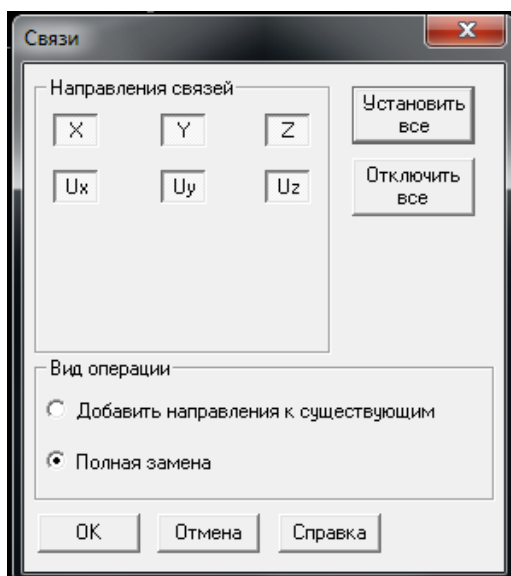 Связи
Направления связей
X Y Z
Ux Uy Uz
Установить
все
Отключить
все
Вид операции
Добавить направления к существующим
Полная замена
OK Отмена Справка